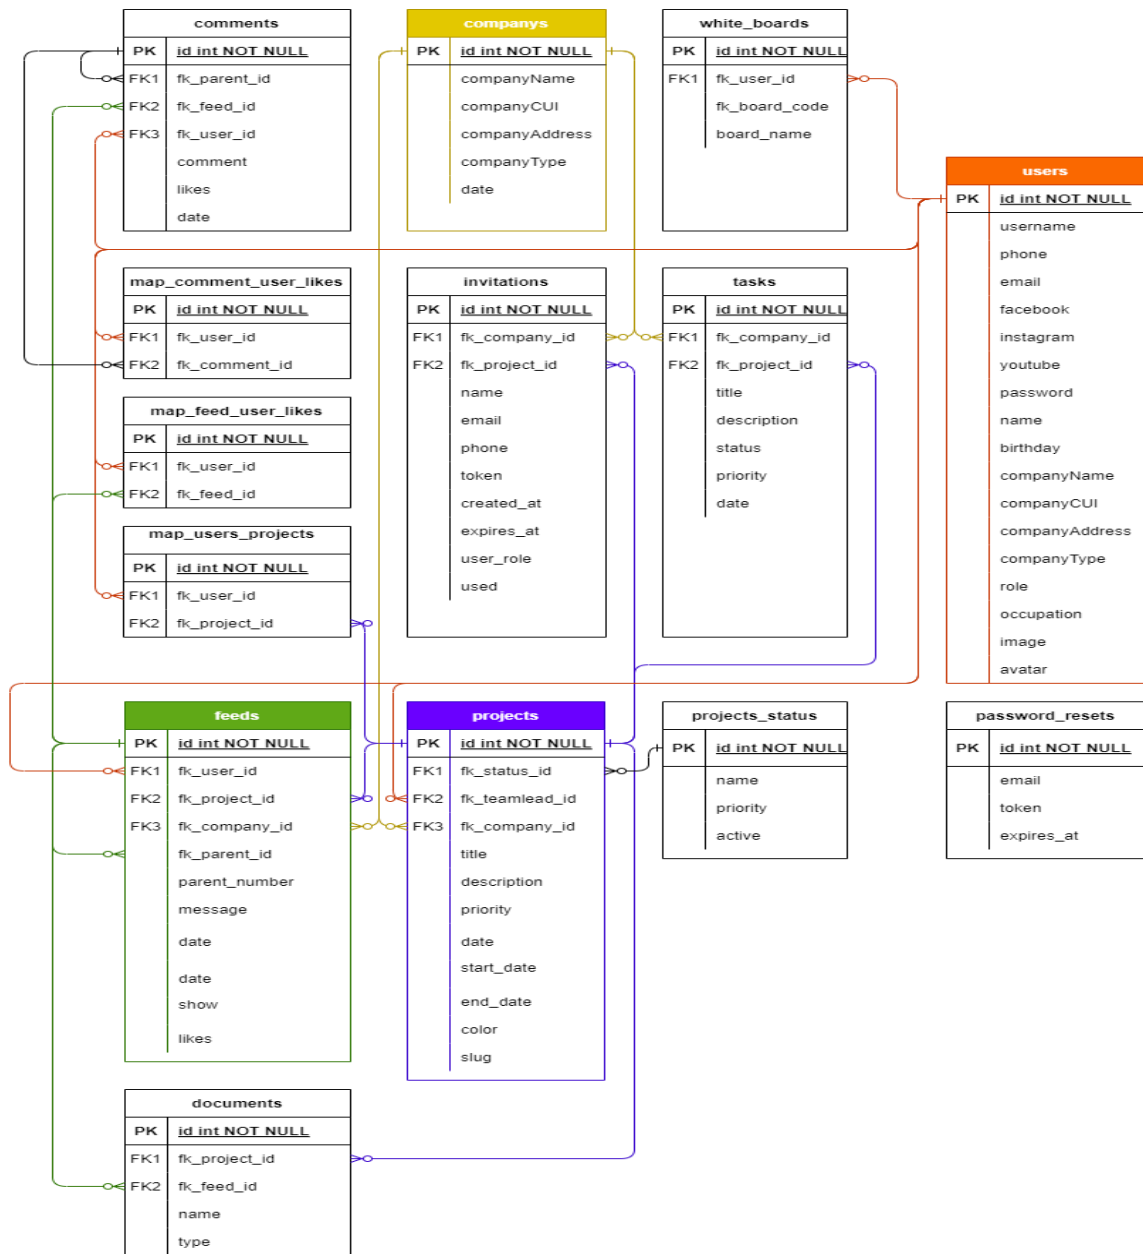 comments
PK id int NOT NULL
FK1 fk_parent_id
FK2 fk_feed_id
FK3 fk_user_id
comment
likes
date
companys
PK id int NOT NULL
companyName
companyCUI
companyAddress
companyType
date
white_boards
PK id int NOT NULL
FK1 fk_user_id
fk_board_code
board_name
users
PK id int NOT NULL
username
phone
email
facebook
instagram
youtube
password
name
birthday
companyName
companyCUI
companyAddress
companyType
role
occupation
image
avatar
map_comment_user_likes
PK id int NOT NULL
FK1 fk_user_id
FK2 fk_comment_id
invitations
PK id int NOT NULL
FK1 fk_company_id
FK2 fk_project_id
name
email
phone
token
created_at
expires_at
user_role
used
tasks
PK id int NOT NULL
FK1 fk_company_id
FK2 fk_project_id
title
description
status
priority
date
map_feed_user_likes
PK id int NOT NULL
FK1 fk_user_id
FK2 fk_feed_id
map_users_projects
PK id int NOT NULL
FK1 fk_user_id
FK2 fk_project_id
feeds
PK id int NOT NULL
FK1 fk_user_id
FK2 fk_project_id
FK3 fk_company_id
fk_parent_id
parent_number
message
date
date
show
likes
projects
PK id int NOT NULL
FK1 fk_status_id
FK2 fk_teamlead_id
FK3 fk_company_id
title
description
priority
date
start_date
end_date
color
slug
projects_status
PK id int NOT NULL
name
priority
active
password_resets
PK id int NOT NULL
email
token
expires_at
documents
PK id int NOT NULL
FK1 fk_project_id
FK2 fk_feed_id
name
type